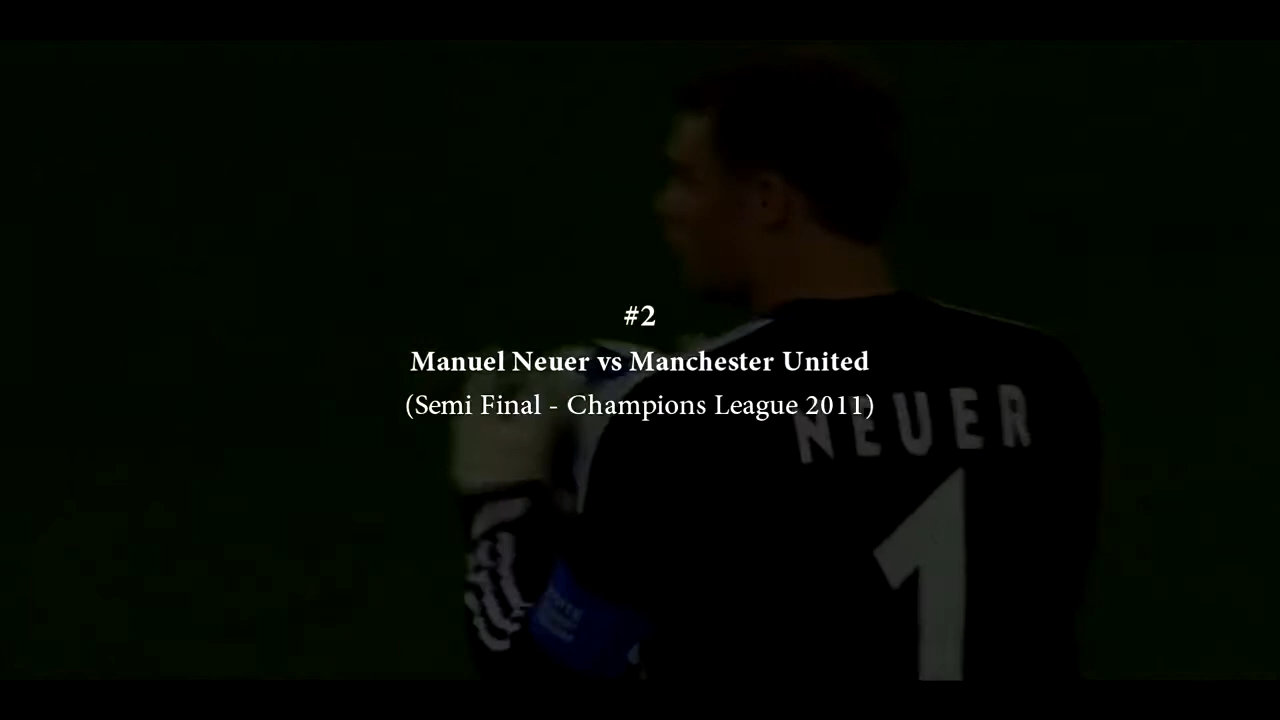 #2
Manuel Neuer vs Manchester United
(Semi Final - Champions League 2011)
NEUER
1